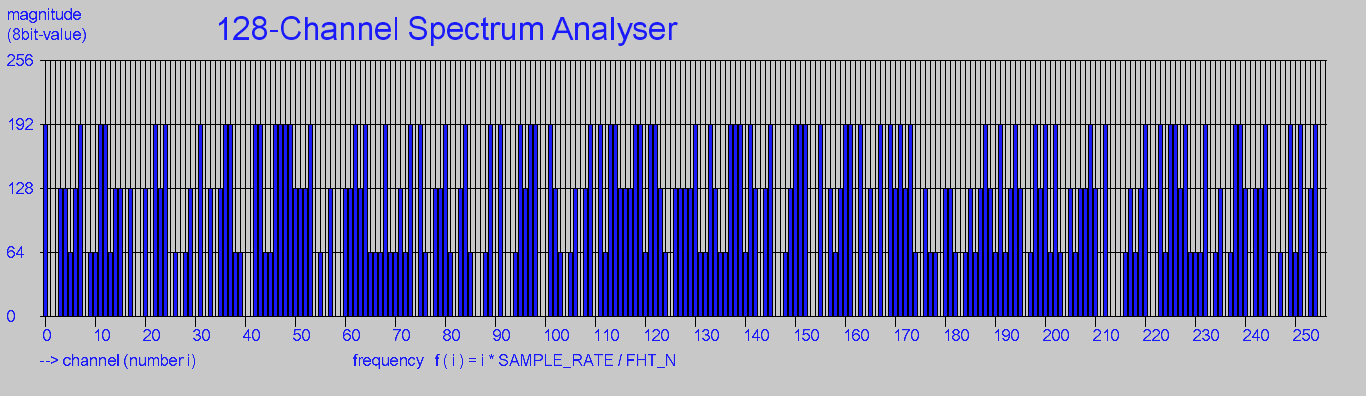 magnitude
(8bit-value)
128-Channel Spectrum Analyser
256
192
128
64
0
0 10 20 30 40 50 60 70 80 90 100 110 120 130 140 150 160 170 180 190 200 210 220 230 240 250
--> channel (number i) frequency f ( i ) = i * SAMPLE_RATE / FHT_N